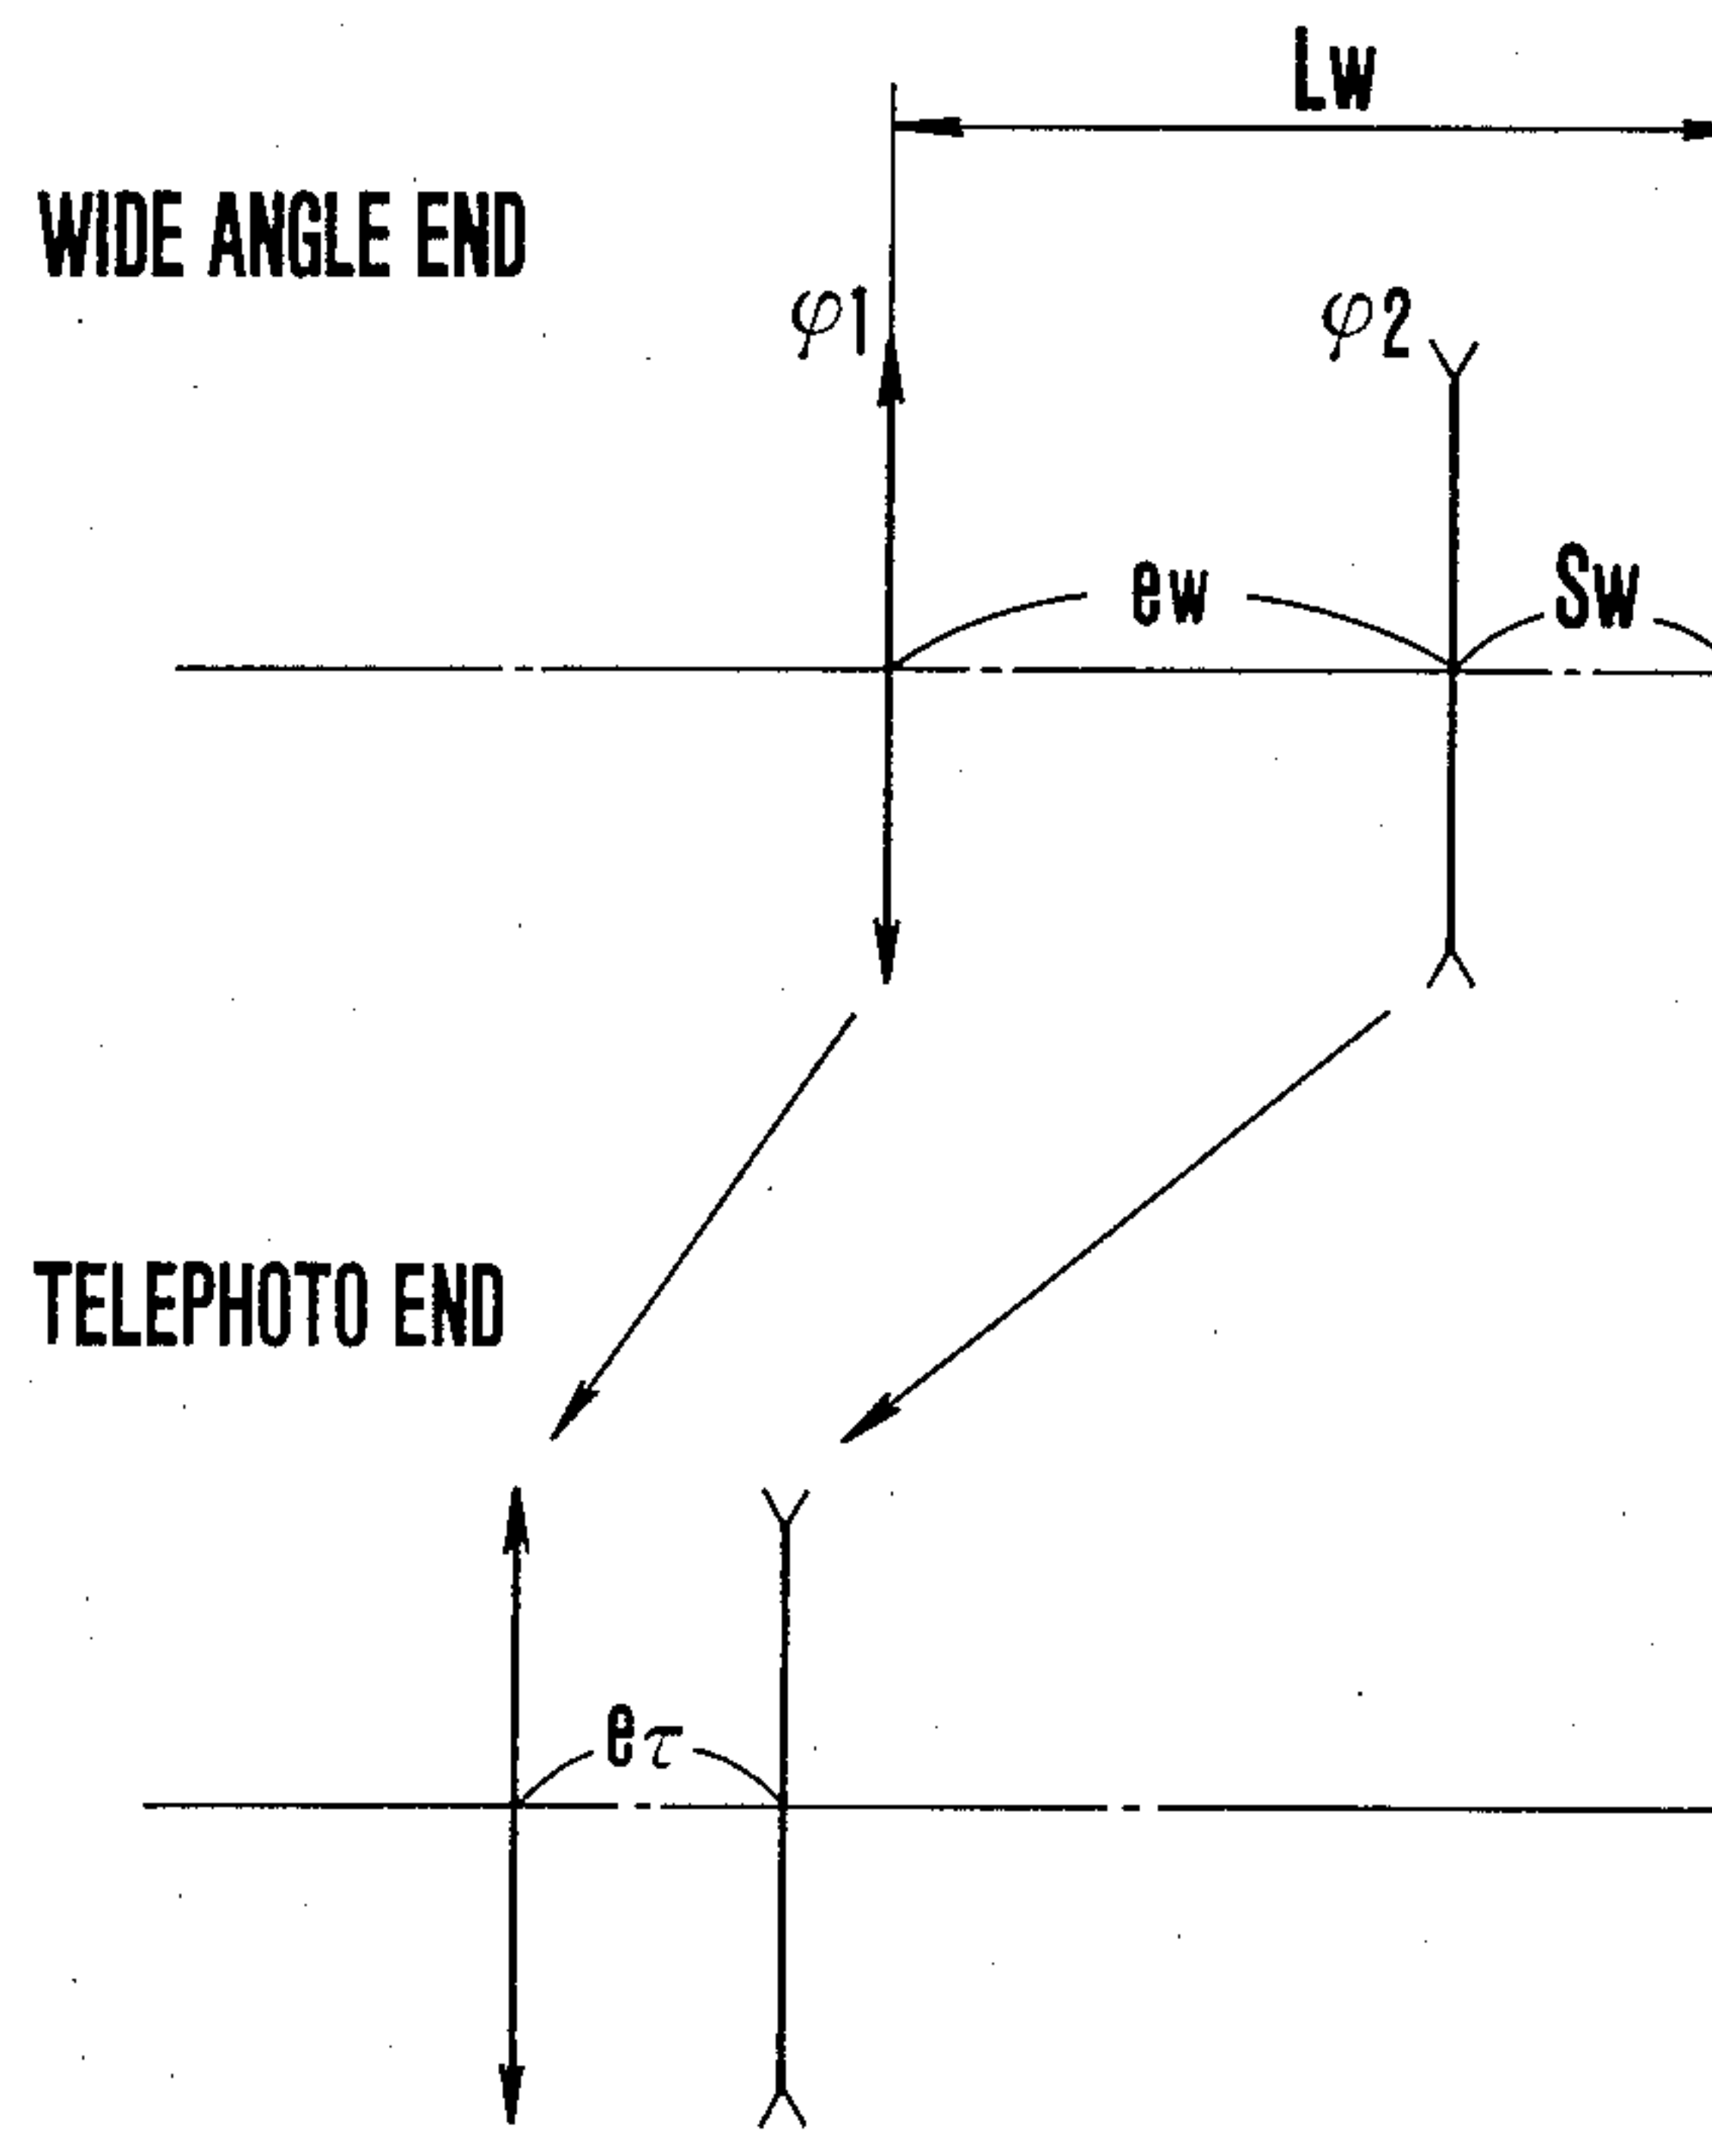 Lw
WIDE ANGLE END
φ1
φ2
ew
Sw
TELEPHOTO END
eτ